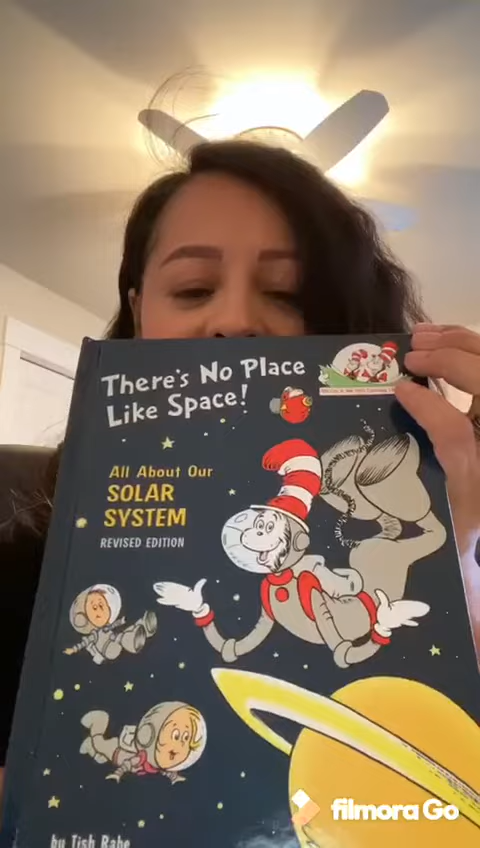 There's No Place
Like Space!
All About Our
SOLAR
SYSTEM
REVISED EDITION
by Tish Rabe
filmora Go